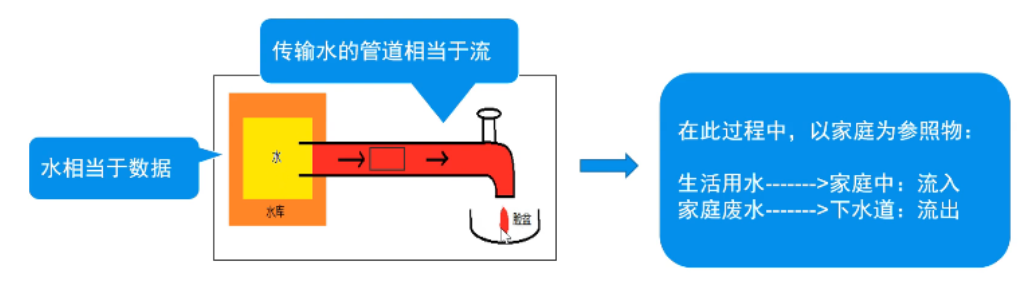 传输水的管道相当于流
水相当于数据
水
水库
脸盆
在此过程中，以家庭为参照物：
生活用水------->家庭中：流入
家庭废水------->下水道：流出